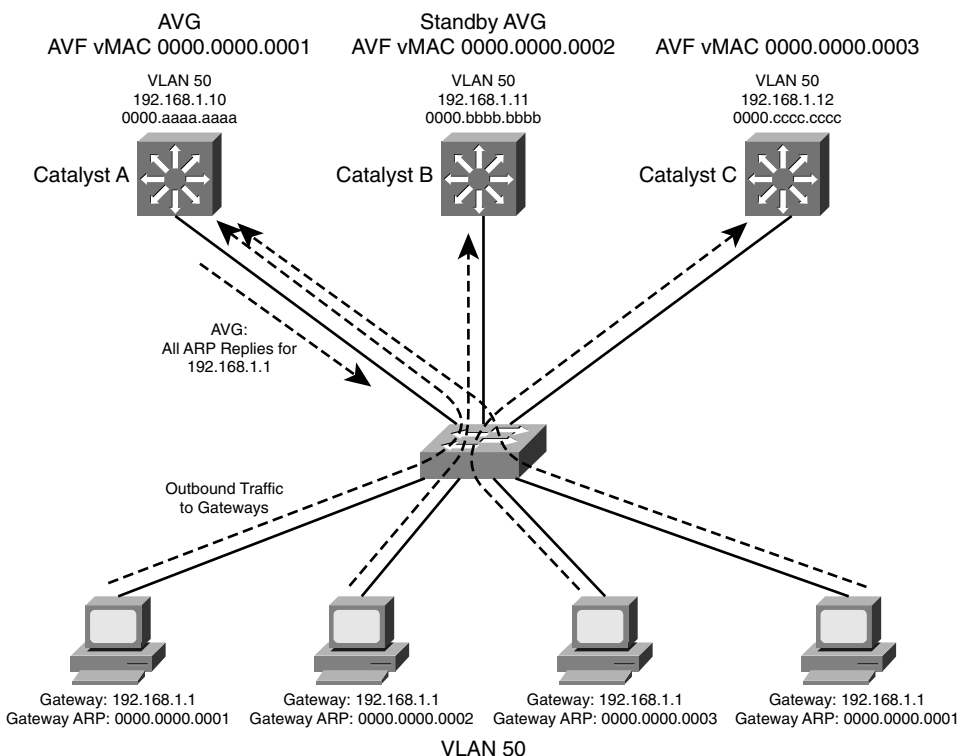 AVG
AVF vMAC 0000.0000.0001
Standby AVG
AVF vMAC 0000.0000.0002
AVF vMAC 0000.0000.0003
VLAN 50
192.168.1.10
0000.aaaa.aaaa
VLAN 50
192.168.1.11
0000.bbbb.bbbb
VLAN 50
192.168.1.12
0000.cccc.cccc
Catalyst A
Catalyst B
Catalyst C
AVG:
All ARP Replies for
192.168.1.1
Outbound Traffic
to Gateways
Gateway: 192.168.1.1
Gateway ARP: 0000.0000.0001
Gateway: 192.168.1.1
Gateway ARP: 0000.0000.0002
Gateway: 192.168.1.1
Gateway ARP: 0000.0000.0003
Gateway: 192.168.1.1
Gateway ARP: 0000.0000.0001
VLAN 50